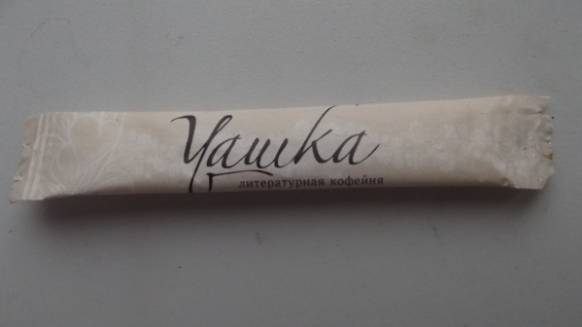 Чашка
литературная кофейня